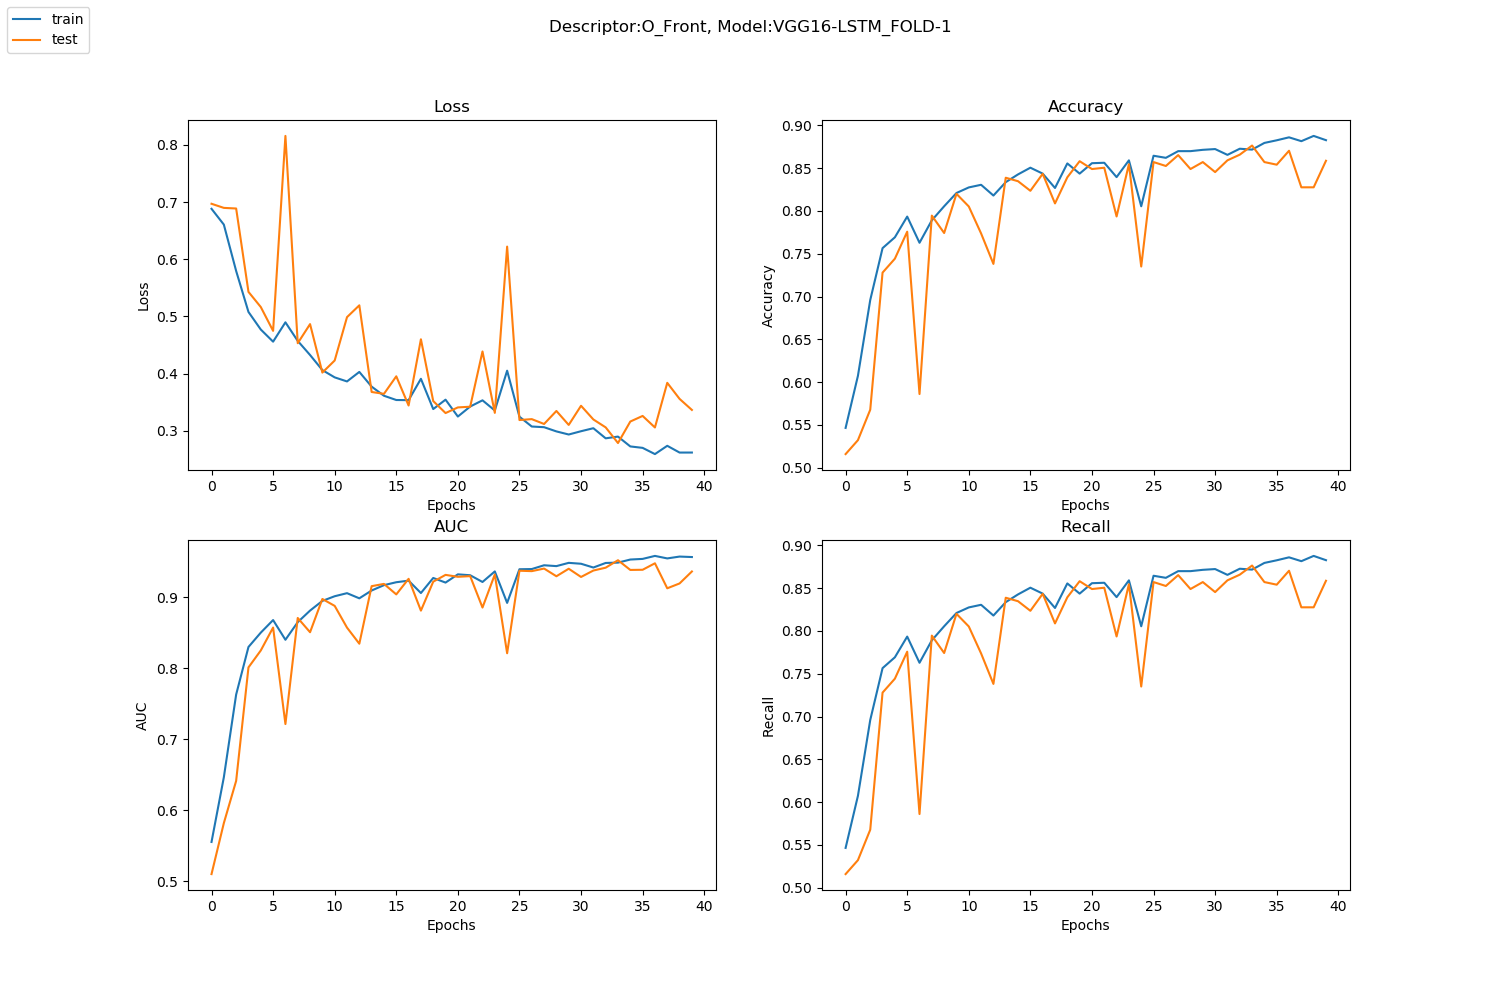 train
test
Descriptor:O_Front, Model:VGG16-LSTM_FOLD-1
Loss
Loss
0.8
0.7
0.6
0.5
0.4
0.3
0 5 10 15 20 25 30 35 40
Epochs
Accuracy
Accuracy
0.90
0.85
0.80
0.75
0.70
0.65
0.60
0.55
0.50
0 5 10 15 20 25 30 35 40
Epochs
AUC
AUC
0.9
0.8
0.7
0.6
0.5
0 5 10 15 20 25 30 35 40
Epochs
Recall
Recall
0.90
0.85
0.80
0.75
0.70
0.65
0.60
0.55
0.50
0 5 10 15 20 25 30 35 40
Epochs